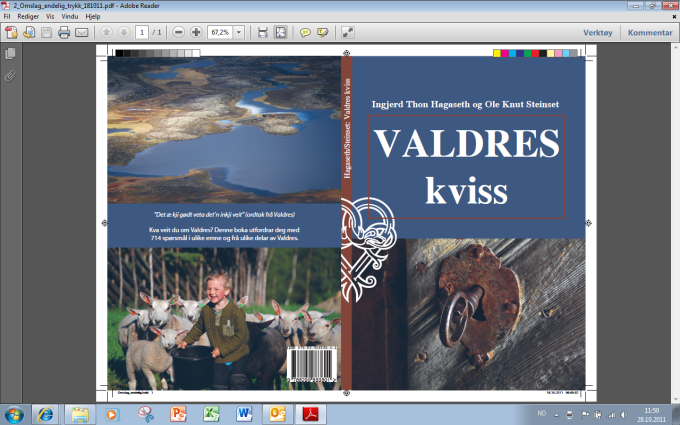 2_Omslag_endelig_trykk_181011.pdf - Adobe Reader
Fil Rediger Vis Vindu Hjelp
1 / 1
67,2%
Verktøy
Kommentar
Hagaseth/Steinset: Valdres kviss
Ingjerd Thon Hagaseth og Ole Knut Steinset
VALDRES
kviss
"Det æ kji gødt veta det'n inkji veit" (ordtak frå Valdres)
Kva veit du om Valdres? Denne boka utfordrar deg med
714 spørsmål i ulike emne og frå ulike delar av Valdres.
NO
11:50
28.10.2011